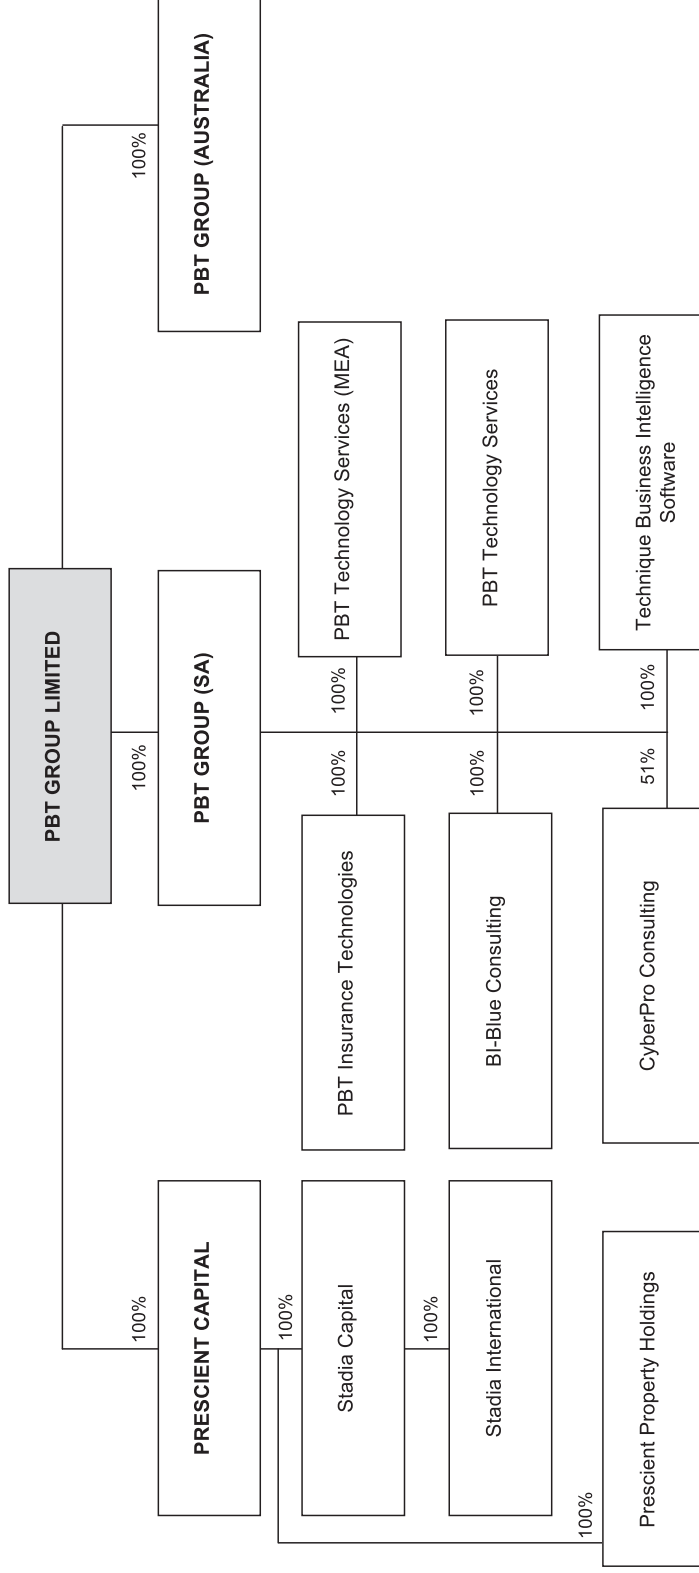 PBT GROUP LIMITED
100%
100%
100%
PRESCIENT CAPITAL
PBT GROUP (SA)
PBT GROUP (AUSTRALIA)
100%
100%
100%
Stadia Capital
PBT Insurance Technologies
PBT Technology Services (MEA)
100%
100%
100%
Stadia International
BI-Blue Consulting
PBT Technology Services
100%
51%
100%
Prescient Property Holdings
CyberPro Consulting
Technique Business Intelligence
Software